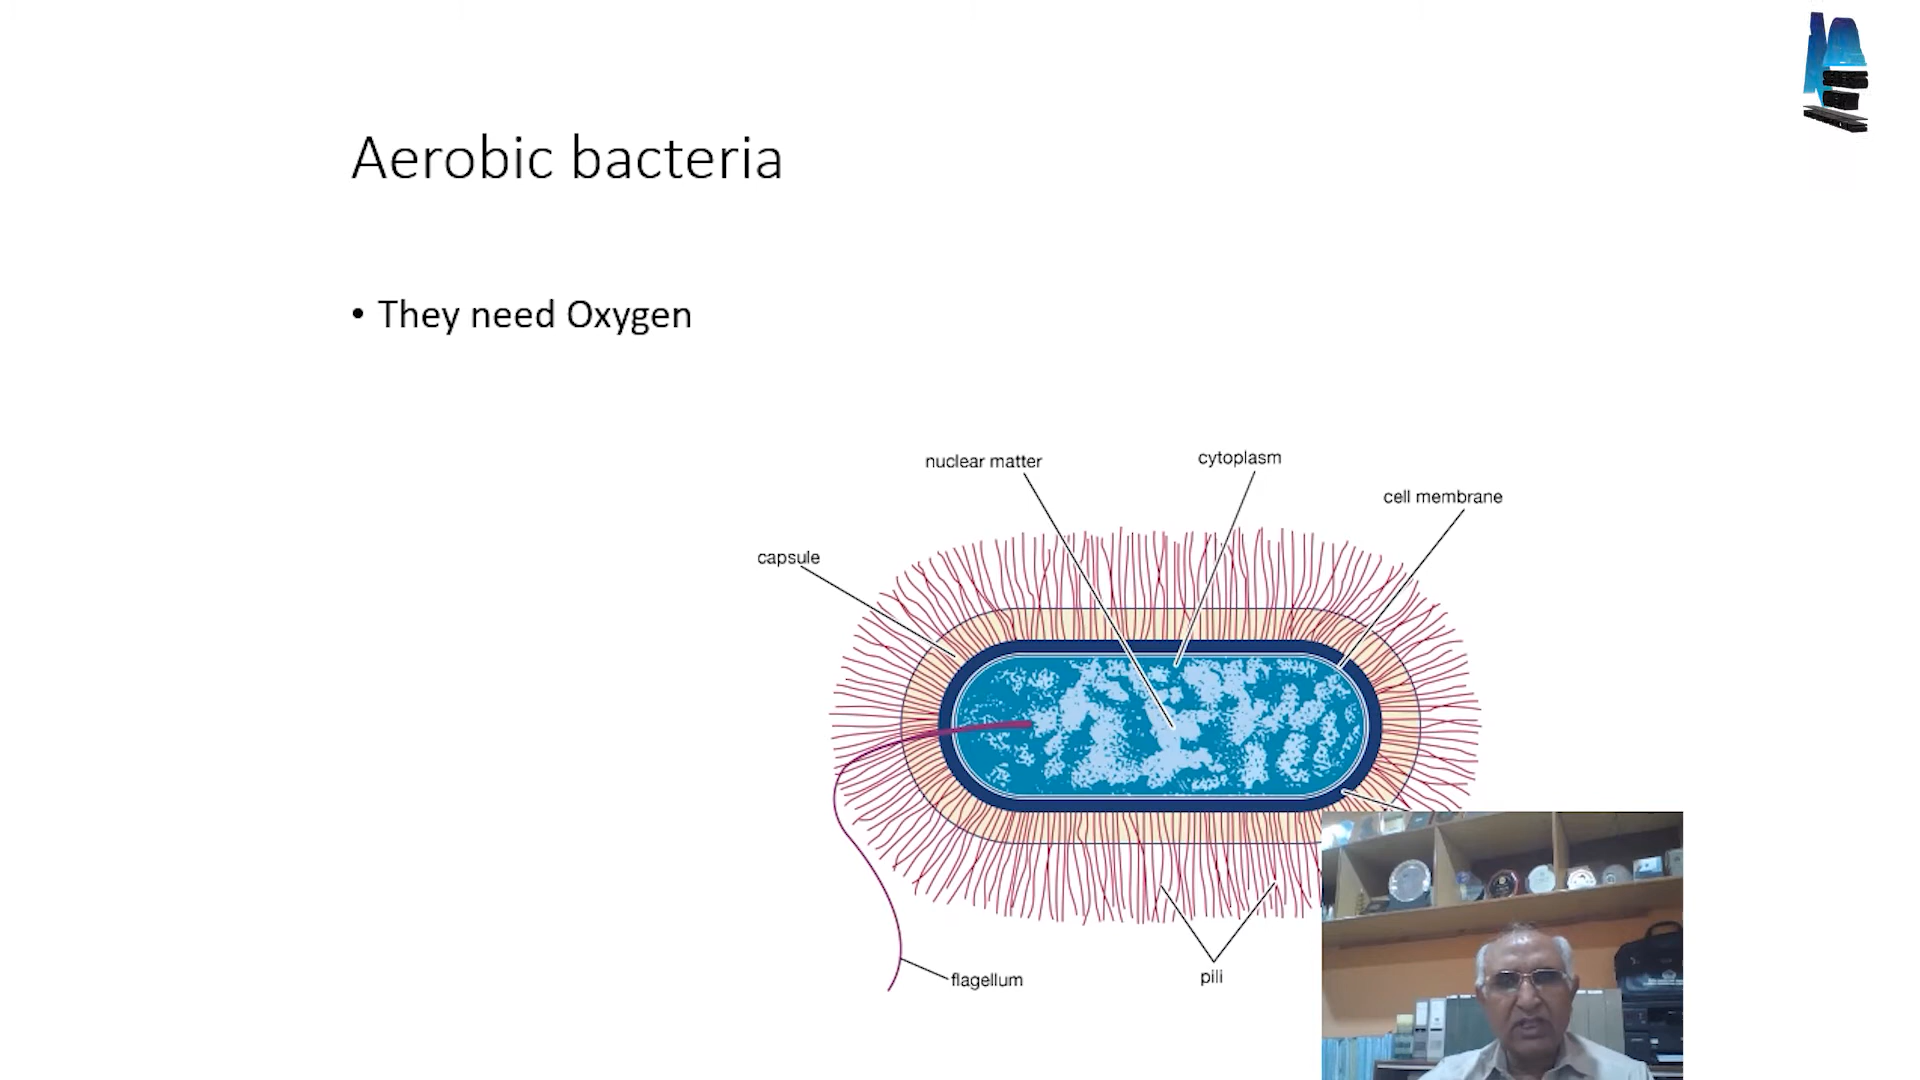 Aerobic bacteria
• They need Oxygen
nuclear matter
cytoplasm
cell membrane
capsule
flagellum
pili